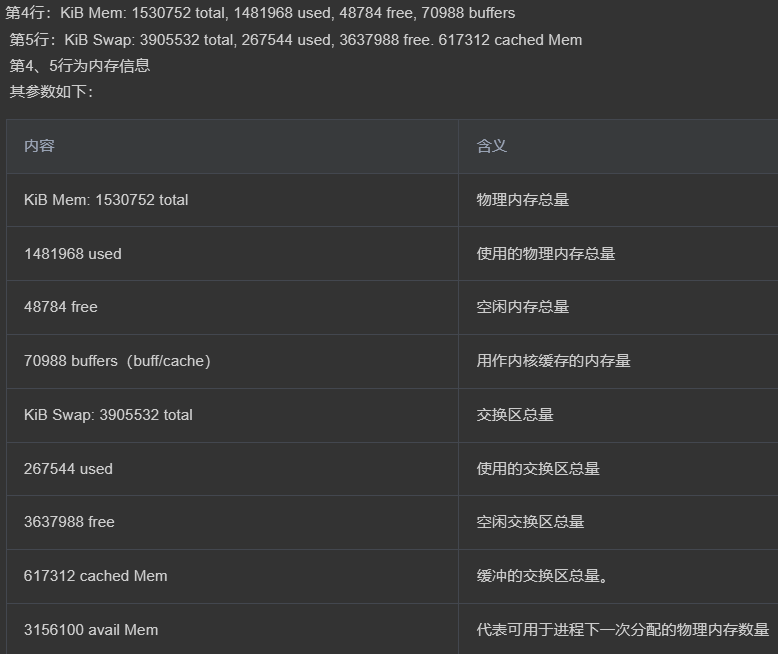 第4行：KiB Mem: 1530752 total, 1481968 used, 48784 free, 70988 buffers
第5行：KiB Swap: 3905532 total, 267544 used, 3637988 free. 617312 cached Mem
第4、5行为内存信息
其参数如下：
内容 含义
KiB Mem: 1530752 total 物理内存总量
1481968 used 使用的物理内存总量
48784 free 空闲内存总量
70988 buffers（buff/cache） 用作内核缓存的内存量
KiB Swap: 3905532 total 交换区总量
267544 used 使用的交换区总量
3637988 free 空闲交换区总量
617312 cached Mem 缓冲的交换区总量。
3156100 avail Mem 代表可用于进程下一次分配的物理内存数量